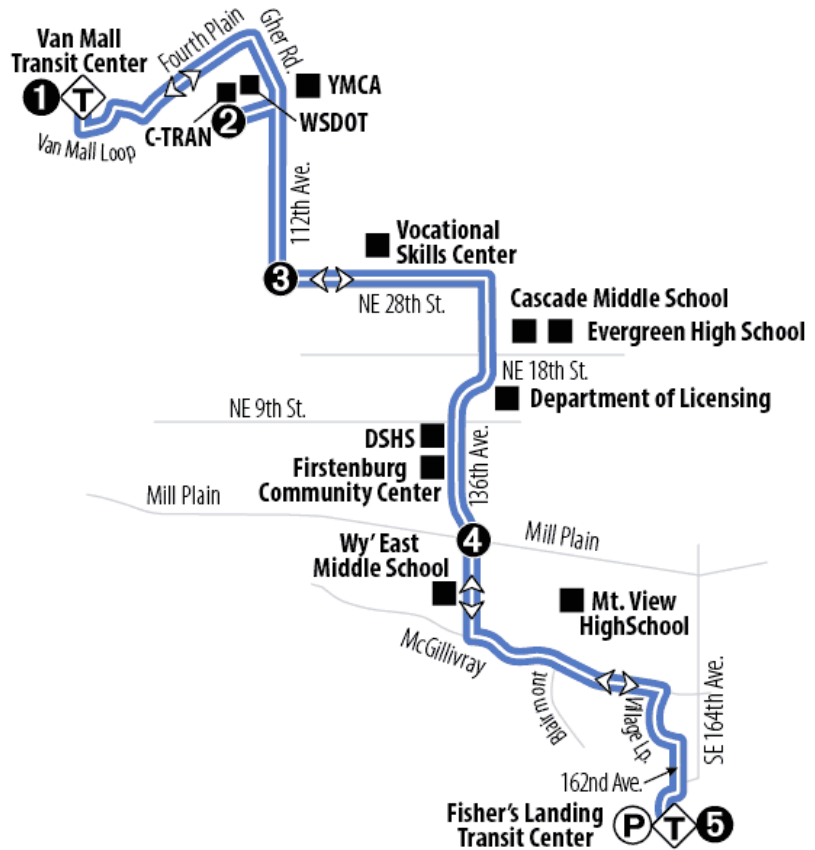 Van Mall
Transit Center
Fourth Plain
Gher Rd.
1
T
YMCA
C-TRAN
2
WSDOT
Van Mall Loop
112th Ave.
Vocational
Skills Center
3
NE 28th St.
Cascade Middle School
Evergreen High School
NE 18th St.
Department of Licensing
NE 9th St.
DSHS
136th Ave.
Firstenburg
Community Center
Mill Plain
4
Mill Plain
Wy' East
Middle School
Mt. View
HighSchool
McGillivray
Blairmont
Village Lp.
SE 164th Ave.
162nd Ave.
Fisher's Landing
Transit Center
P
T
5